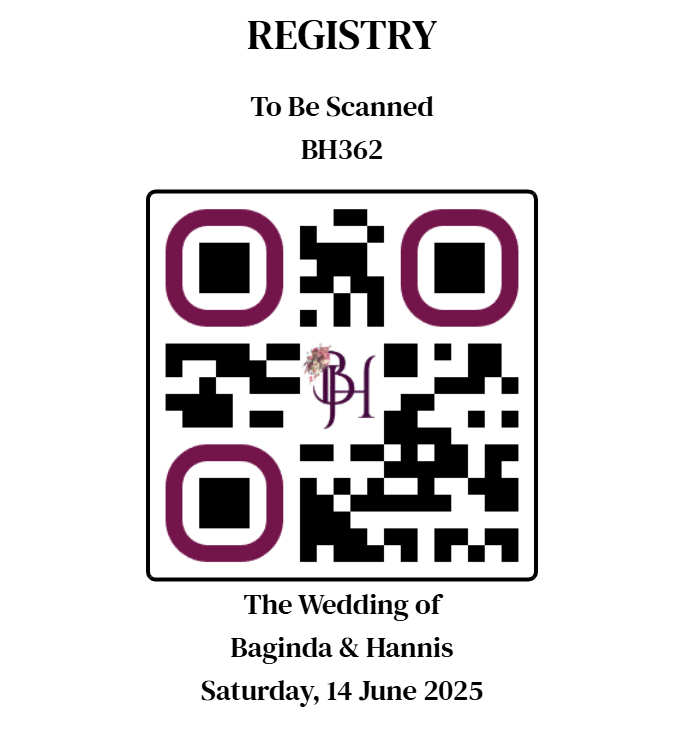 REGISTRY
To Be Scanned
BH362
BH
The Wedding of
Baginda & Hannis
Saturday, 14 June 2025